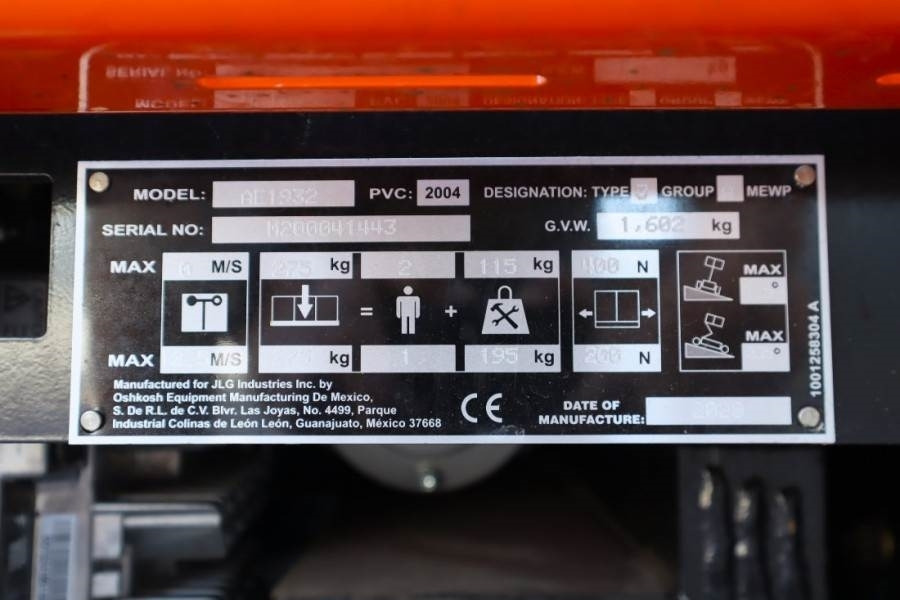 MODEL: AE1932 PVC: 2004 DESIGNATION: TYPE 3 GROUP MEWP
SERIAL NO: M200041443 G.V.W. 1,602 kg
MAX 0 M/S 275 kg 2 115 kg 400 N MAX °
= +
MAX M/S kg 1 195 kg 200 N MAX °
Manufactured for JLG Industries Inc. by
Oshkosh Equipment Manufacturing De Mexico,
S. De R.L. de C.V. Blvr. Las Joyas, No. 4499, Parque
Industrial Colinas de León León, Guanajuato, México 37668
CE
DATE OF
MANUFACTURE:
1001258304 A